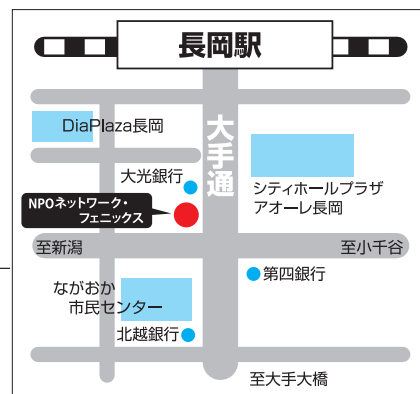 長岡駅
DiaPlaza長岡
大手通
大光銀行
シティホールプラザ
アオーレ長岡
NPOネットワーク・
フェニックス
至新潟
至小千谷
第四銀行
ながおか
市民センター
北越銀行
至大手大橋